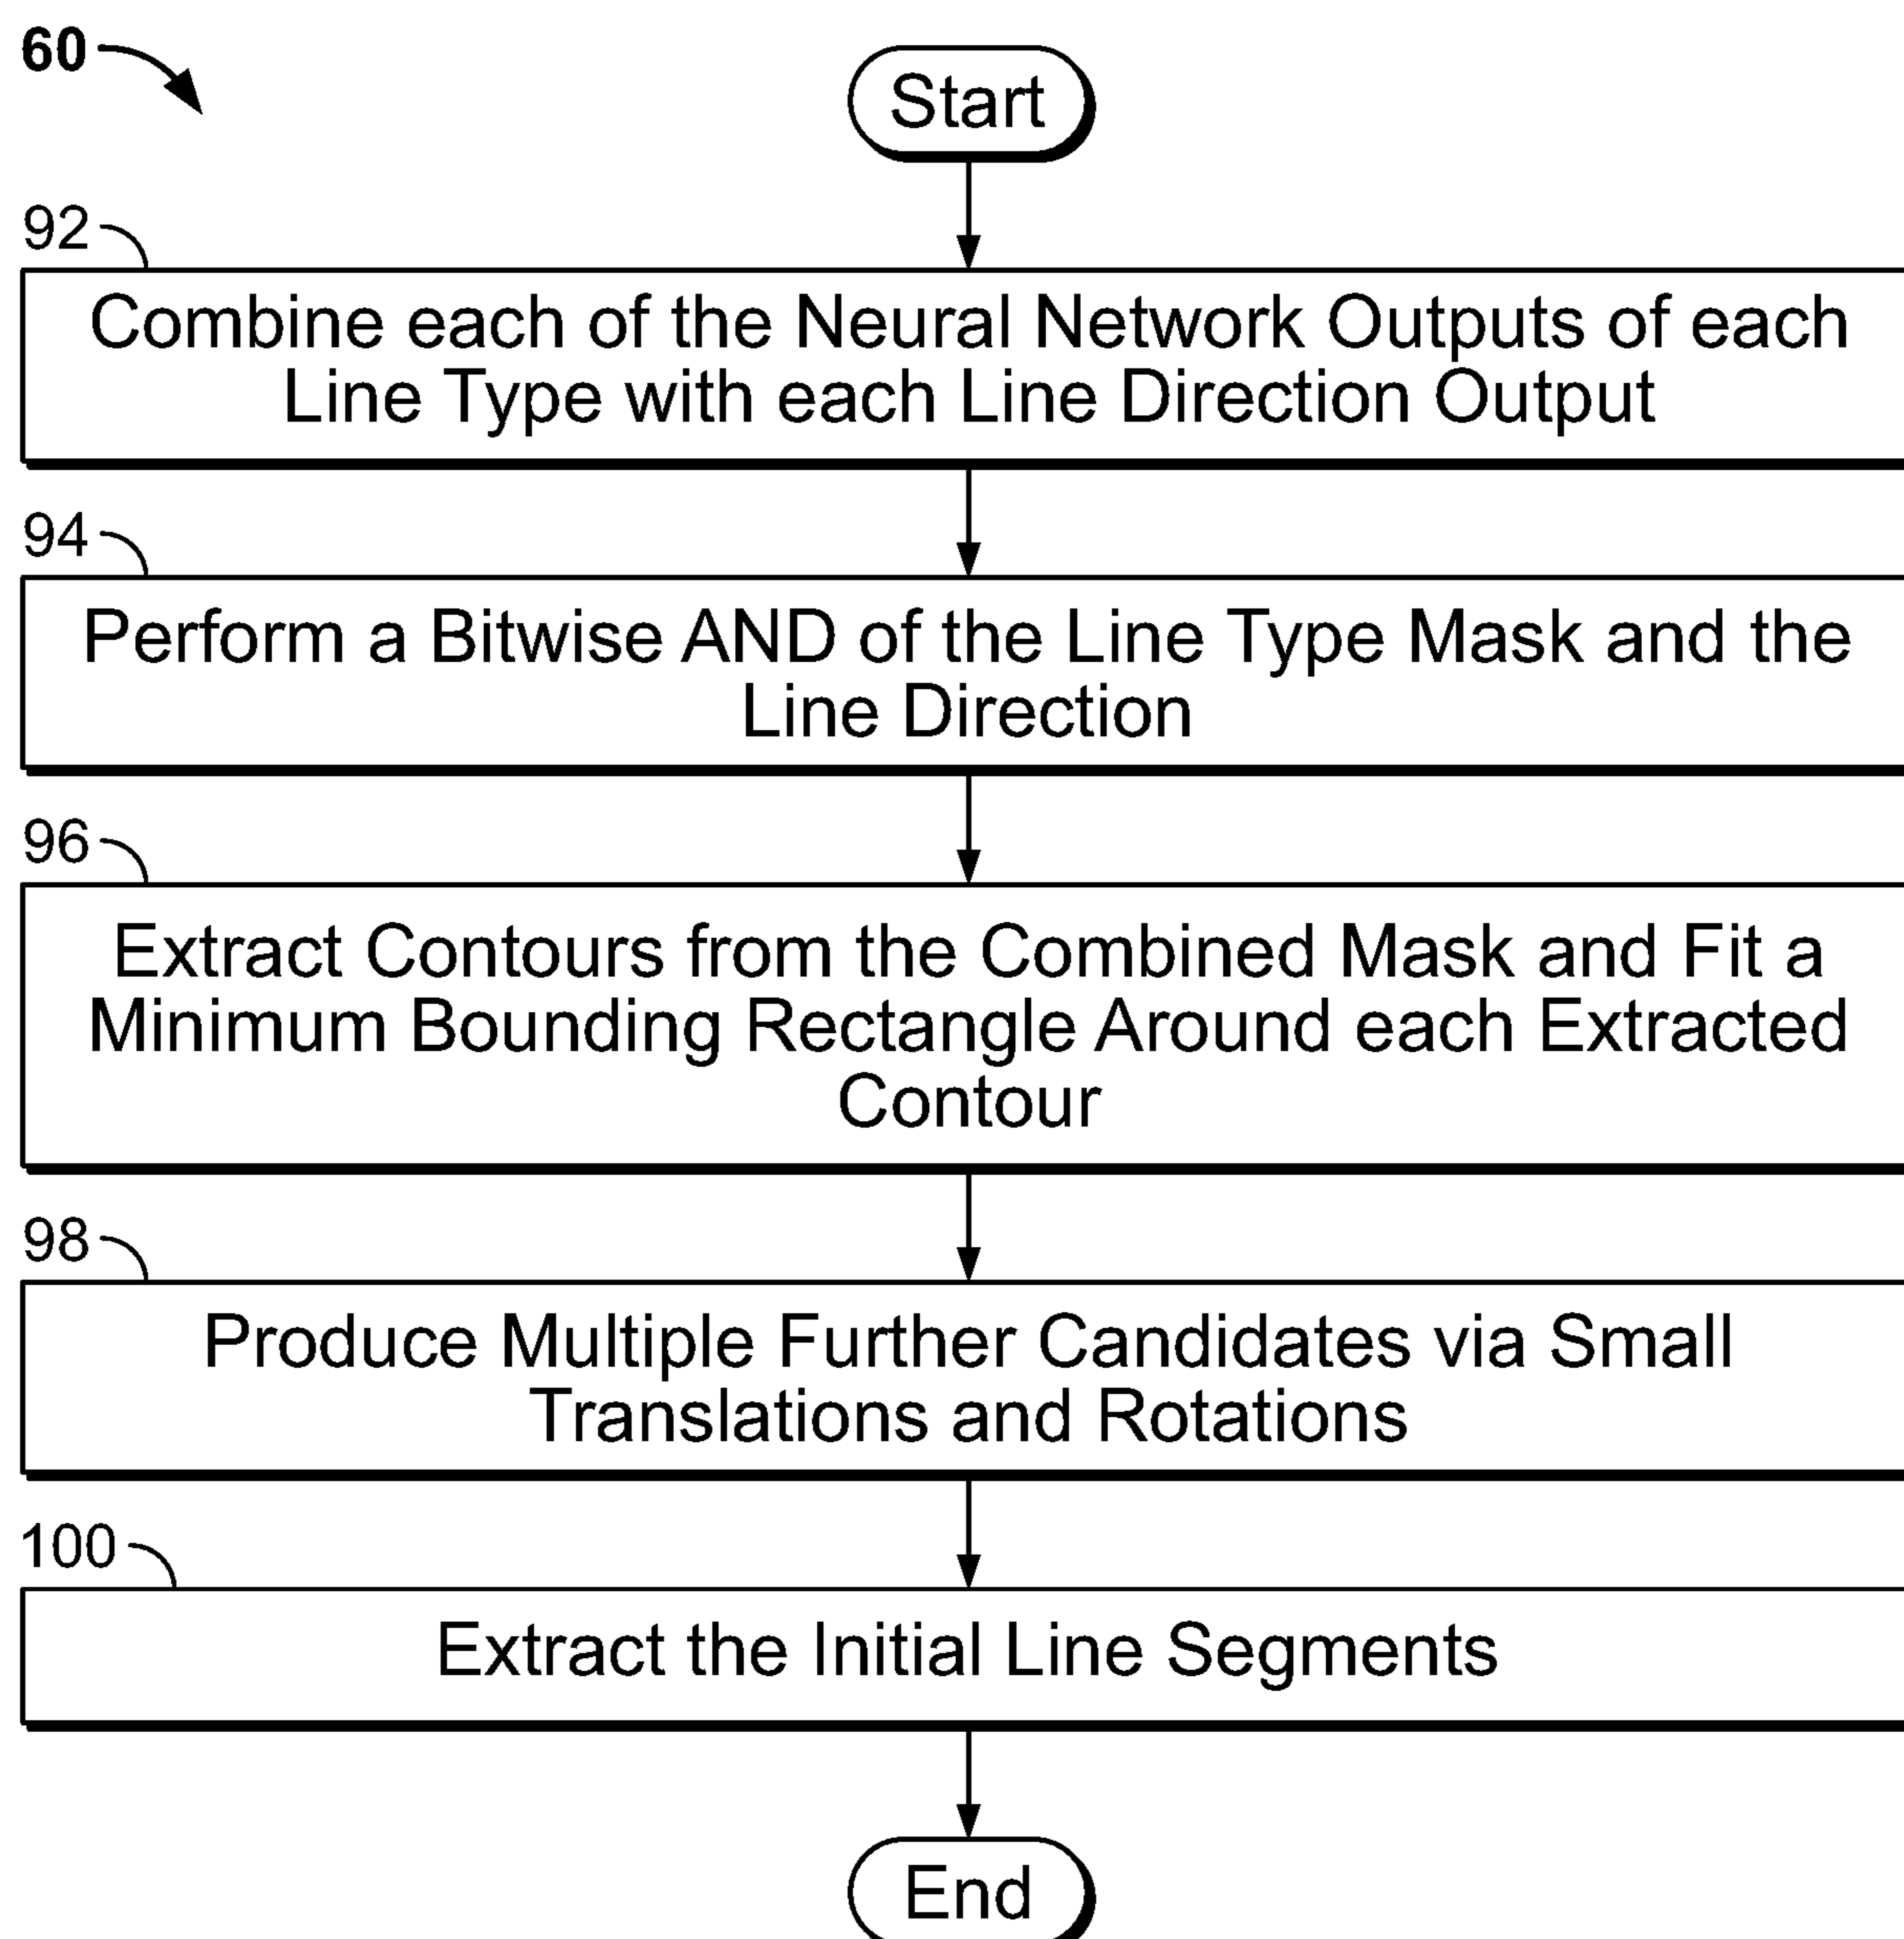 60
Start
92
Combine each of the Neural Network Outputs of each
Line Type with each Line Direction Output
94
Perform a Bitwise AND of the Line Type Mask and the
Line Direction
96
Extract Contours from the Combined Mask and Fit a
Minimum Bounding Rectangle Around each Extracted
Contour
98
Produce Multiple Further Candidates via Small
Translations and Rotations
100
Extract the Initial Line Segments
End